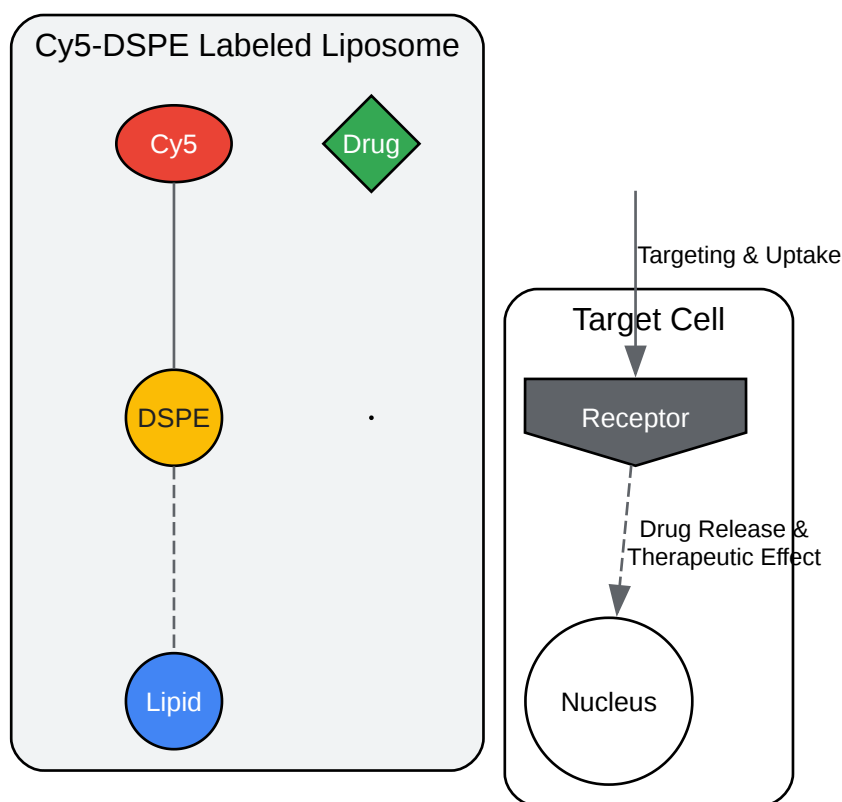 Cy5-DSPE Labeled Liposome
Cy5
Drug
DSPE
Lipid
Targeting & Uptake
Target Cell
Receptor
Drug Release &
Therapeutic Effect
Nucleus